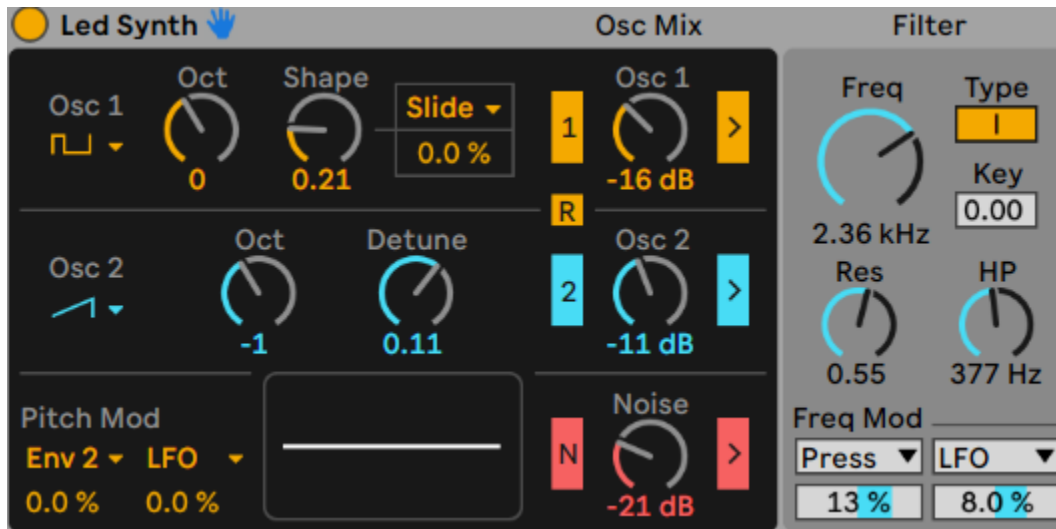 Led Synth Osc Mix Filter
Oct Shape Osc 1 Freq Type
Osc 1 Slide 1 > I
0.0 % Key
0 0.21 -16 dB 0.00
R 2.36 kHz
Oct Detune Osc 2 Res HP
Osc 2 2 >
-1 0.11 -11 dB 0.55 377 Hz
Pitch Mod Noise Freq Mod
Env 2 LFO N > Press LFO
0.0 % 0.0 % -21 dB 13 % 8.0 %